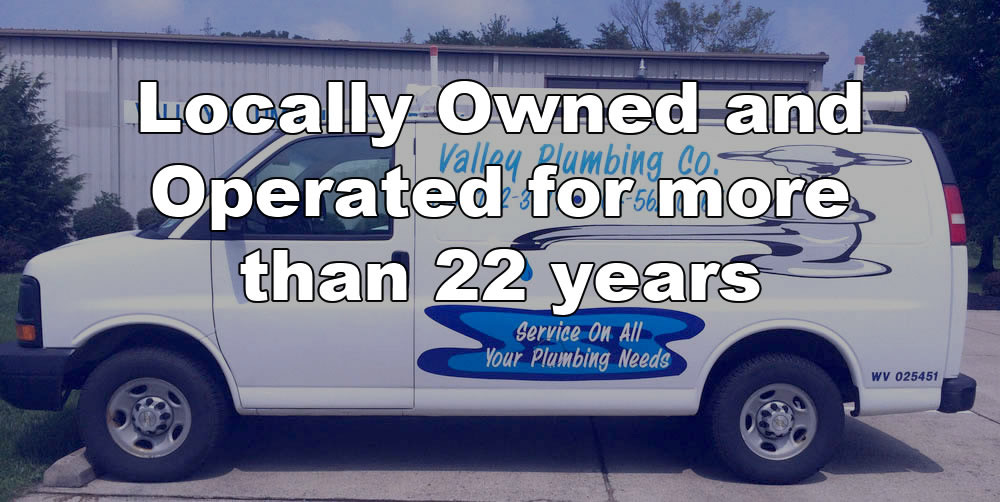 Locally Owned and
Valley Plumbing Co.
Operated for more
than 22 years
Service On All
Your Plumbing Needs
WV 025451